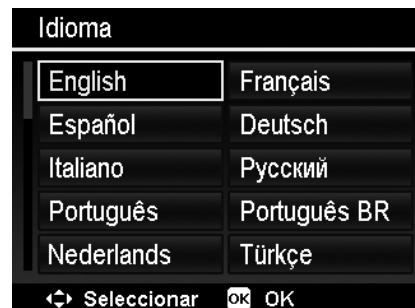 Idioma
English Français
Español Deutsch
Italiano Русский
Português Português BR
Nederlands Türkçe
Seleccionar OK OK